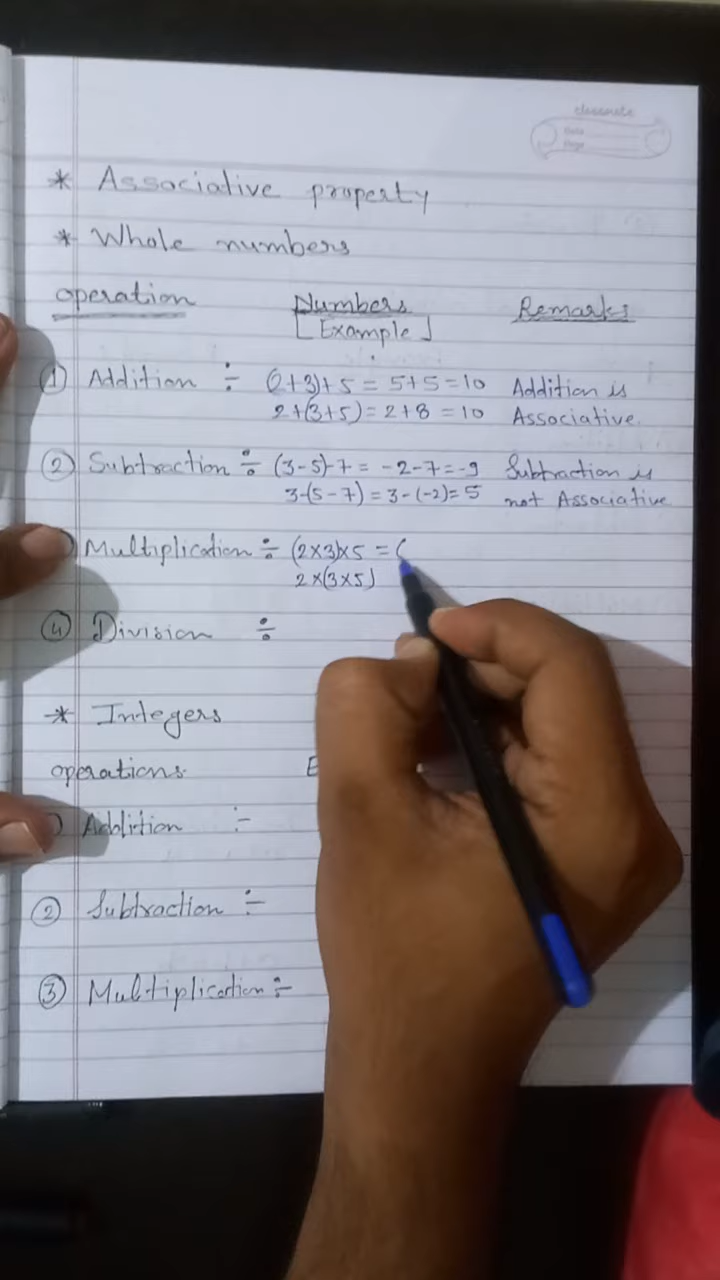 classmate
Date
Page
* Associative property
* Whole numbers
operation Numbers Remarks
[Example]
① Addition ÷ (2+3)+5 = 5+5=10 Addition is
2+(3+5)=2+8 = 10 Associative.
② Subtraction ÷ (3-5)-7 = -2-7=-9 Subtraction is
3-(5-7) = 3-(-2)= 5 not Associative
Multiplication ÷ (2×3)×5 = (
2×(3×5)
④ Division ÷
* Integers
operations. E
) Addition ÷
② Subtraction ÷
③ Multiplication ÷